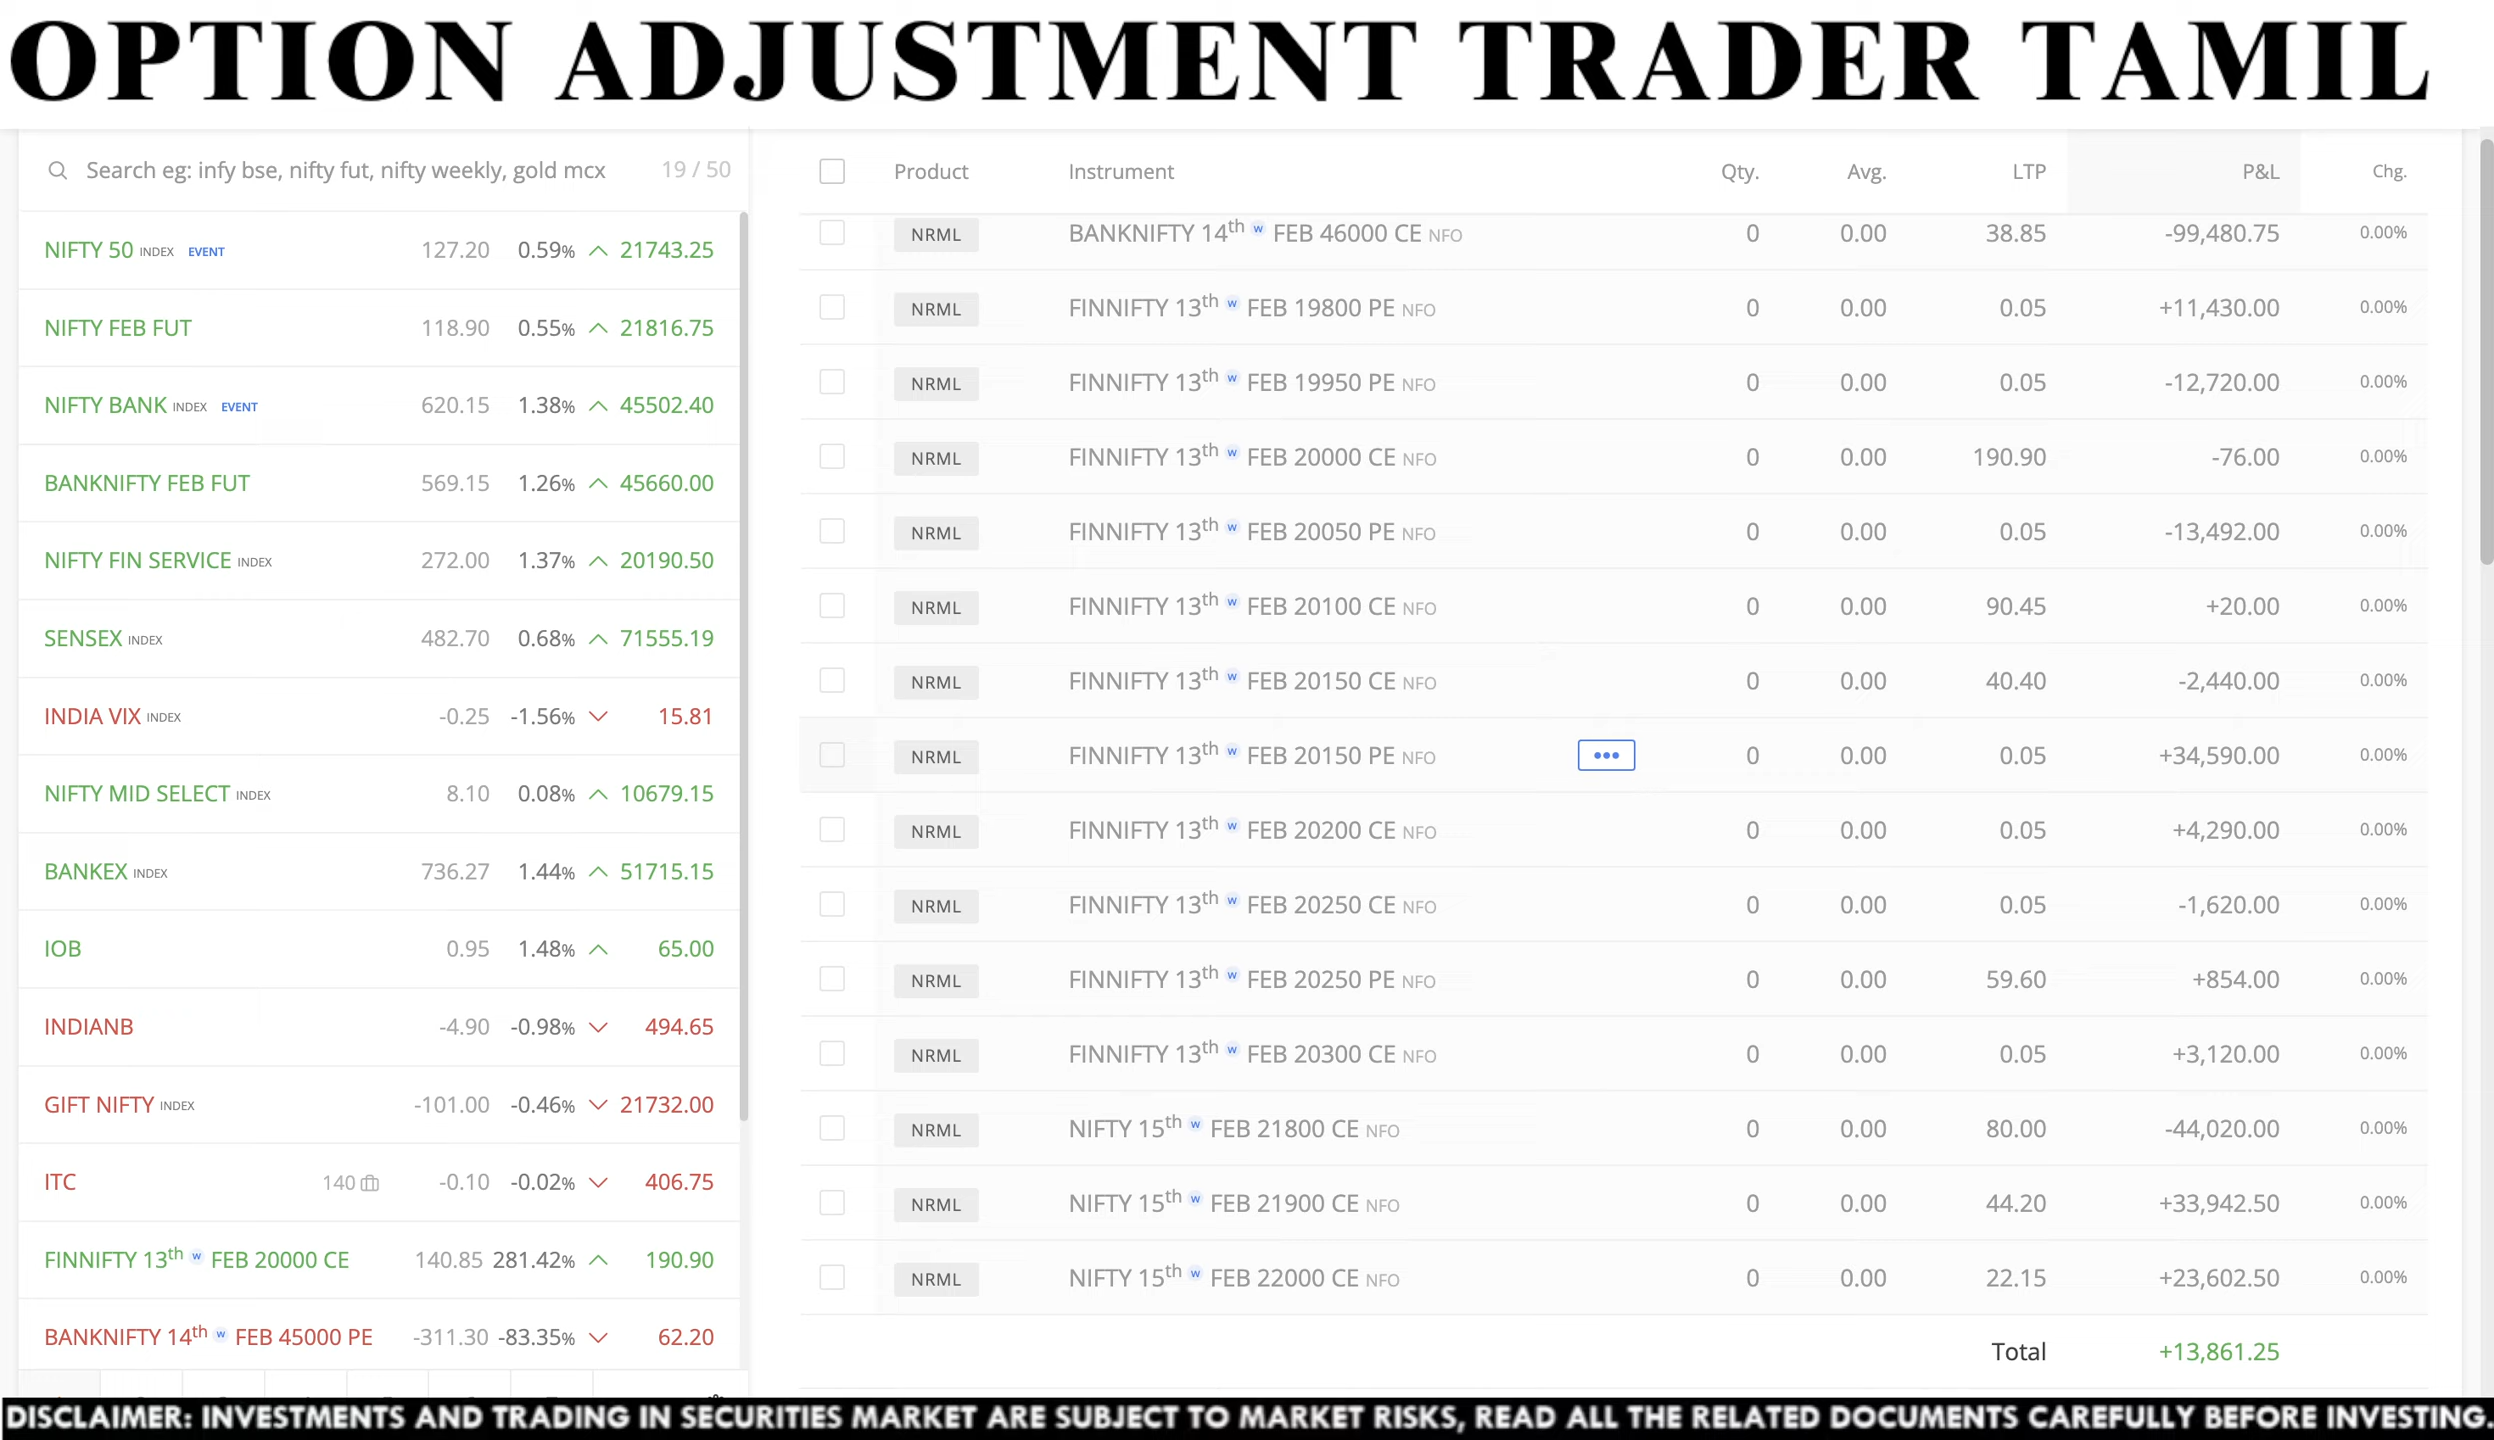 OPTION ADJUSTMENT TRADER TAMIL
Search eg: infy bse, nifty fut, nifty weekly, gold mcx 19 / 50
NIFTY 50 INDEX EVENT 127.20 0.59% 21743.25
NIFTY FEB FUT 118.90 0.55% 21816.75
NIFTY BANK INDEX EVENT 620.15 1.38% 45502.40
BANKNIFTY FEB FUT 569.15 1.26% 45660.00
NIFTY FIN SERVICE INDEX 272.00 1.37% 20190.50
SENSEX INDEX 482.70 0.68% 71555.19
INDIA VIX INDEX -0.25 -1.56% 15.81
NIFTY MID SELECT INDEX 8.10 0.08% 10679.15
BANKEX INDEX 736.27 1.44% 51715.15
IOB 0.95 1.48% 65.00
INDIANB -4.90 -0.98% 494.65
GIFT NIFTY INDEX -101.00 -0.46% 21732.00
ITC 140 -0.10 -0.02% 406.75
FINNIFTY 13th w FEB 20000 CE 140.85 281.42% 190.90
BANKNIFTY 14th w FEB 45000 PE -311.30 -83.35% 62.20
Product Instrument Qty. Avg. LTP P&L Chg.
NRML BANKNIFTY 14th w FEB 46000 CE NFO 0 0.00 38.85 -99,480.75 0.00%
NRML FINNIFTY 13th w FEB 19800 PE NFO 0 0.00 0.05 +11,430.00 0.00%
NRML FINNIFTY 13th w FEB 19950 PE NFO 0 0.00 0.05 -12,720.00 0.00%
NRML FINNIFTY 13th w FEB 20000 CE NFO 0 0.00 190.90 -76.00 0.00%
NRML FINNIFTY 13th w FEB 20050 PE NFO 0 0.00 0.05 -13,492.00 0.00%
NRML FINNIFTY 13th w FEB 20100 CE NFO 0 0.00 90.45 +20.00 0.00%
NRML FINNIFTY 13th w FEB 20150 CE NFO 0 0.00 40.40 -2,440.00 0.00%
NRML FINNIFTY 13th w FEB 20150 PE NFO 0 0.00 0.05 +34,590.00 0.00%
NRML FINNIFTY 13th w FEB 20200 CE NFO 0 0.00 0.05 +4,290.00 0.00%
NRML FINNIFTY 13th w FEB 20250 CE NFO 0 0.00 0.05 -1,620.00 0.00%
NRML FINNIFTY 13th w FEB 20250 PE NFO 0 0.00 59.60 +854.00 0.00%
NRML FINNIFTY 13th w FEB 20300 CE NFO 0 0.00 0.05 +3,120.00 0.00%
NRML NIFTY 15th w FEB 21800 CE NFO 0 0.00 80.00 -44,020.00 0.00%
NRML NIFTY 15th w FEB 21900 CE NFO 0 0.00 44.20 +33,942.50 0.00%
NRML NIFTY 15th w FEB 22000 CE NFO 0 0.00 22.15 +23,602.50 0.00%
Total +13,861.25
DISCLAIMER: INVESTMENTS AND TRADING IN SECURITIES MARKET ARE SUBJECT TO MARKET RISKS, READ ALL THE RELATED DOCUMENTS CAREFULLY BEFORE INVESTING.